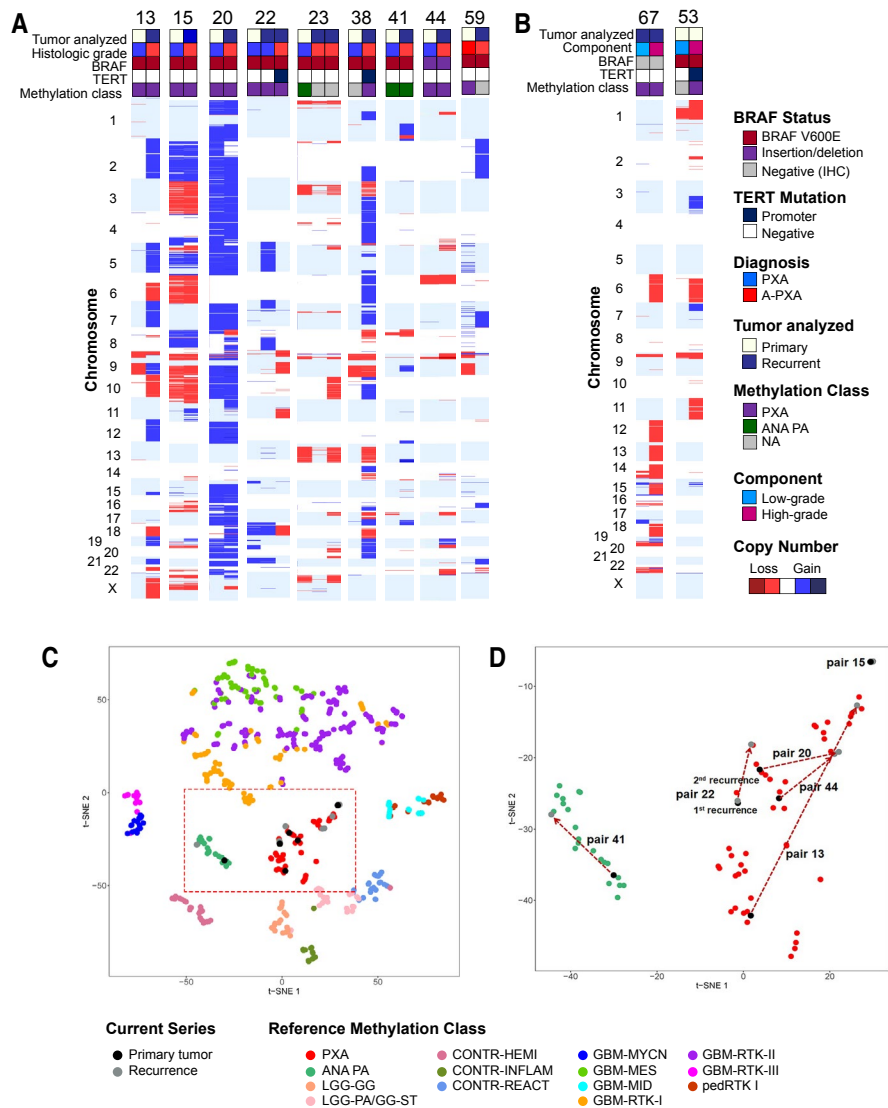 A
13 15 20 22 23 38 41 44 59
Tumor analyzed
Histologic grade
BRAF
TERT
Methylation class
Chromosome
1
2
3
4
5
6
7
8
9
10
11
12
13
14
15
16
17
18
19
20
21
22
X
B
67 53
Tumor analyzed
Component
BRAF
TERT
Methylation class
Chromosome
1
2
3
4
5
6
7
8
9
10
11
12
13
14
15
16
17
18
19
20
21
22
X
BRAF Status
BRAF V600E
Insertion/deletion
Negative (IHC)
TERT Mutation
Promoter
Negative
Diagnosis
PXA
A-PXA
Tumor analyzed
Primary
Recurrent
Methylation Class
PXA
ANA PA
NA
Component
Low-grade
High-grade
Copy Number
Loss Gain
C
50
0
−50
t−SNE 2
−50 0 50
t−SNE 1
D
pair 15
pair 20
2nd recurrence
pair 22
pair 44
1st recurrence
pair 41
pair 13
−10
−20
−30
−40
t−SNE 2
−40 −20 0 20
t−SNE 1
Current Series
Primary tumor
Recurrence
Reference Methylation Class
PXA
ANA PA
LGG-GG
LGG-PA/GG-ST
CONTR-HEMI
CONTR-INFLAM
CONTR-REACT
GBM-MYCN
GBM-MES
GBM-MID
GBM-RTK-I
GBM-RTK-II
GBM-RTK-III
pedRTK I